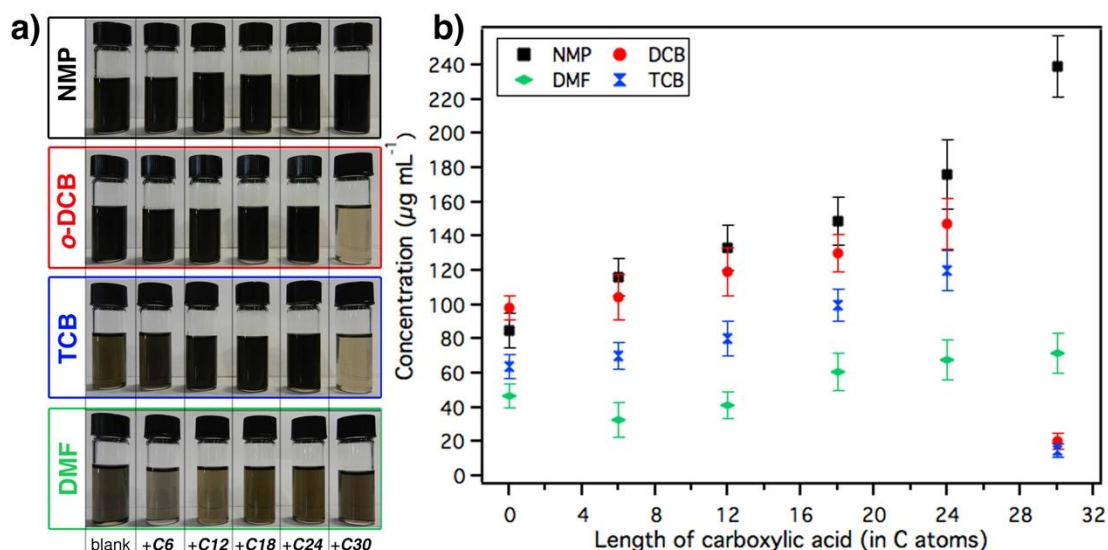 a)
NMP
o-DCB
TCB
DMF
blank +C6 +C12 +C18 +C24 +C30
b)
NMP DCB
DMF TCB
Concentration (µg mL⁻¹)
240
220
200
180
160
140
120
100
80
60
40
20
0
0 4 8 12 16 20 24 28 32
Length of carboxylic acid (in C atoms)